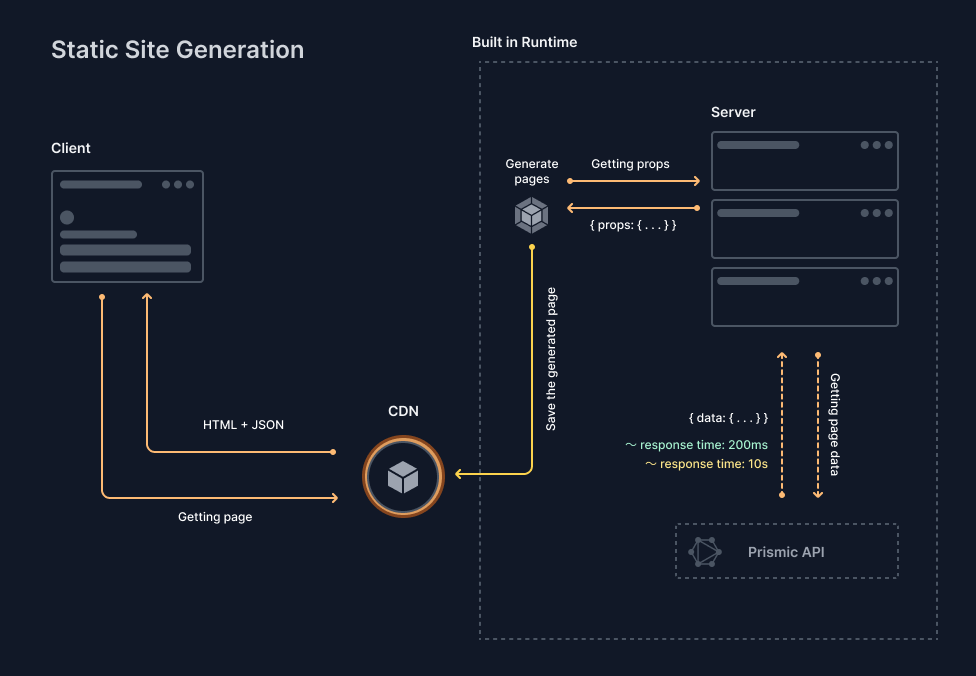 Static Site Generation
Built in Runtime
Server
Client
Generate
pages
Getting props
{ props: { . . . } }
Save the generated page
{ data: { . . . } }
~ response time: 200ms
~ response time: 10s
Getting page data
CDN
HTML + JSON
Getting page
Prismic API